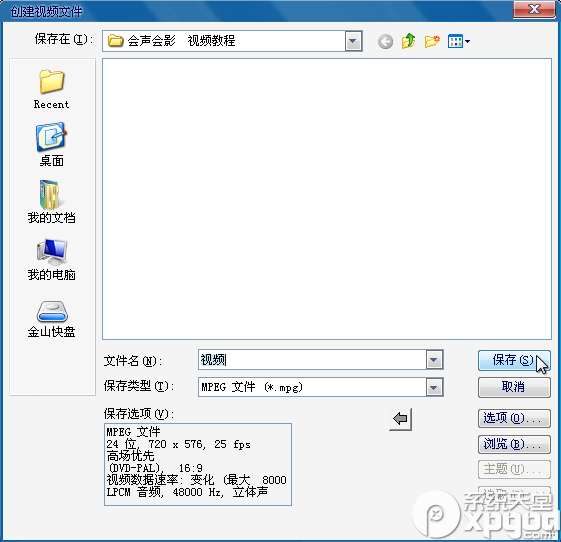 创建视频文件
保存在(I):
会声会影 视频教程
Recent
桌面
我的文档
我的电脑
金山快盘
文件名(N):
视频
保存(S)
保存类型(T):
MPEG 文件 (*.mpg)
取消
保存选项(V):
选项(O)...
MPEG 文件
24 位, 720 x 576, 25 fps
高场优先
(DVD-PAL), 16:9
视频数据速率: 变化 (最大 8000
LPCM 音频, 48000 Hz, 立体声
浏览(B)...
主题(U)...
系统天堂